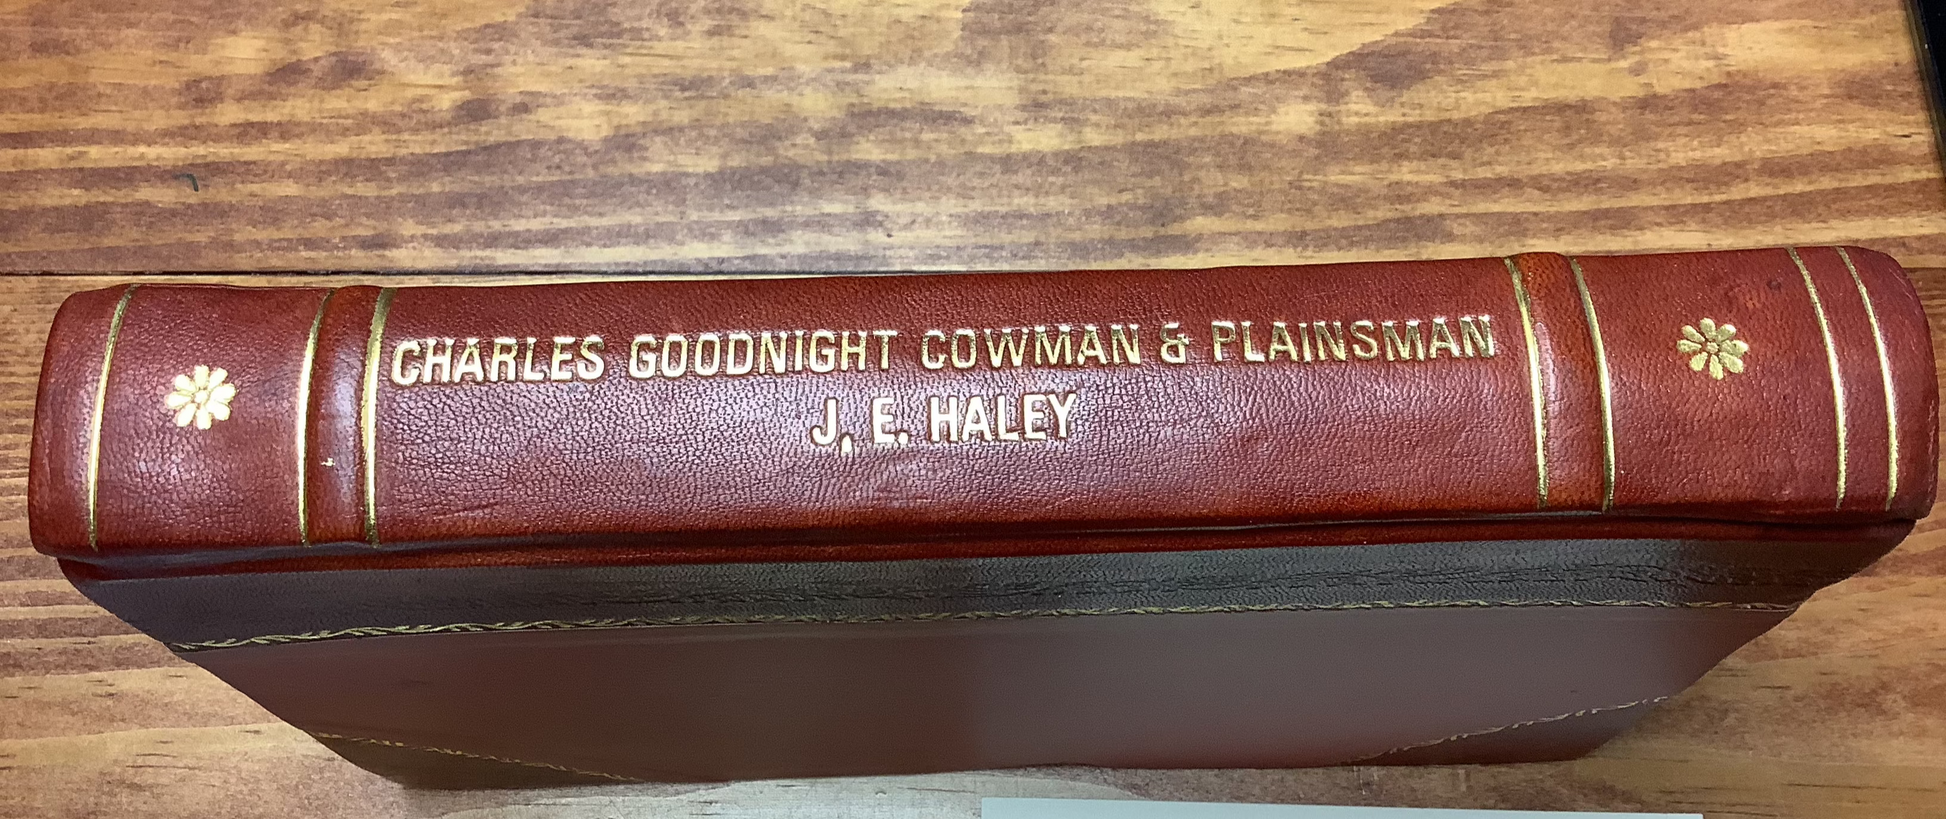 CHARLES GOODNIGHT COWMAN & PLAINSMAN
J. E. HALEY